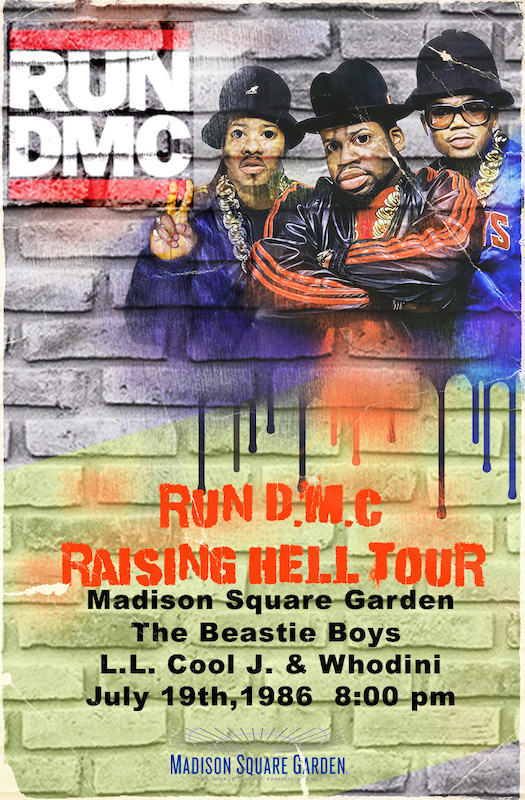 RUN
DMC
RUN D.M.C
RAISING HELL TOUR
Madison Square Garden
The Beastie Boys
L.L. Cool J. & Whodini
July 19th,1986 8:00 pm
MADISON SQUARE GARDEN